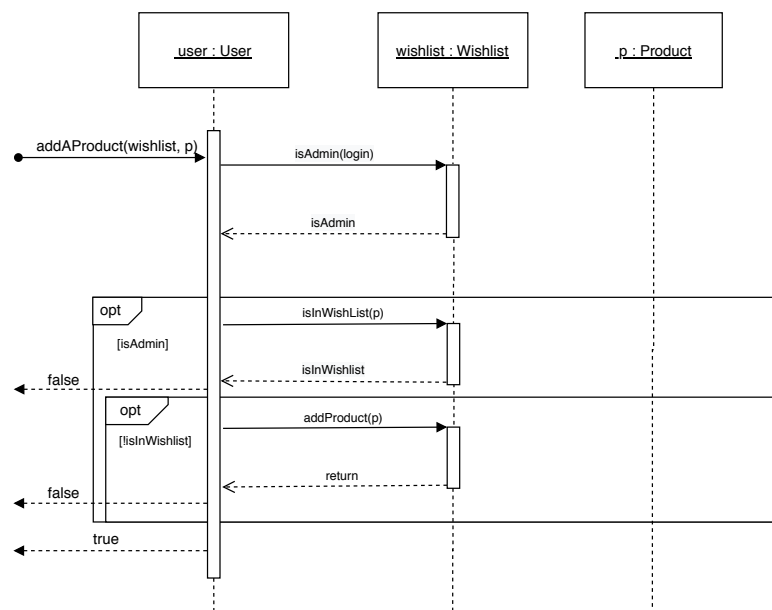 user : User
wishlist : Wishlist
p : Product
addAProduct(wishlist, p)
isAdmin(login)
isAdmin
opt
isInWishList(p)
[isAdmin]
isInWishlist
false
opt
addProduct(p)
[!isInWishlist]
return
false
true